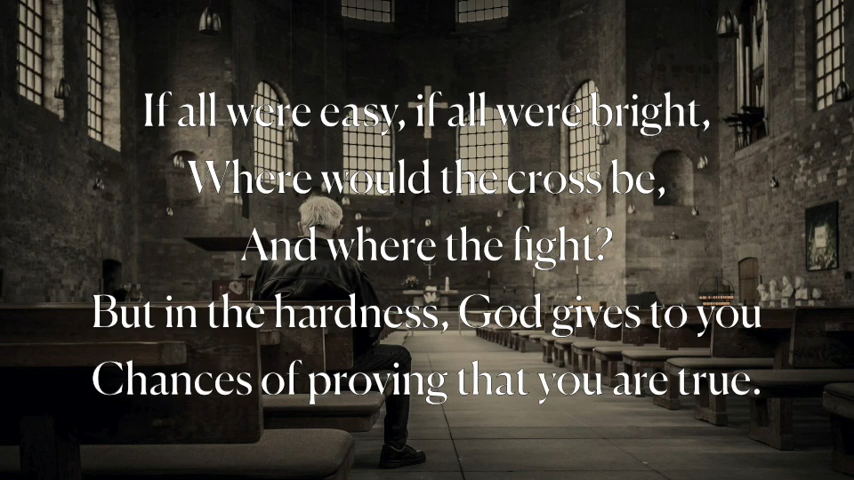 If all were easy, if all were bright,
Where would the cross be,
And where the fight?
But in the hardness, God gives to you
Chances of proving that you are true.